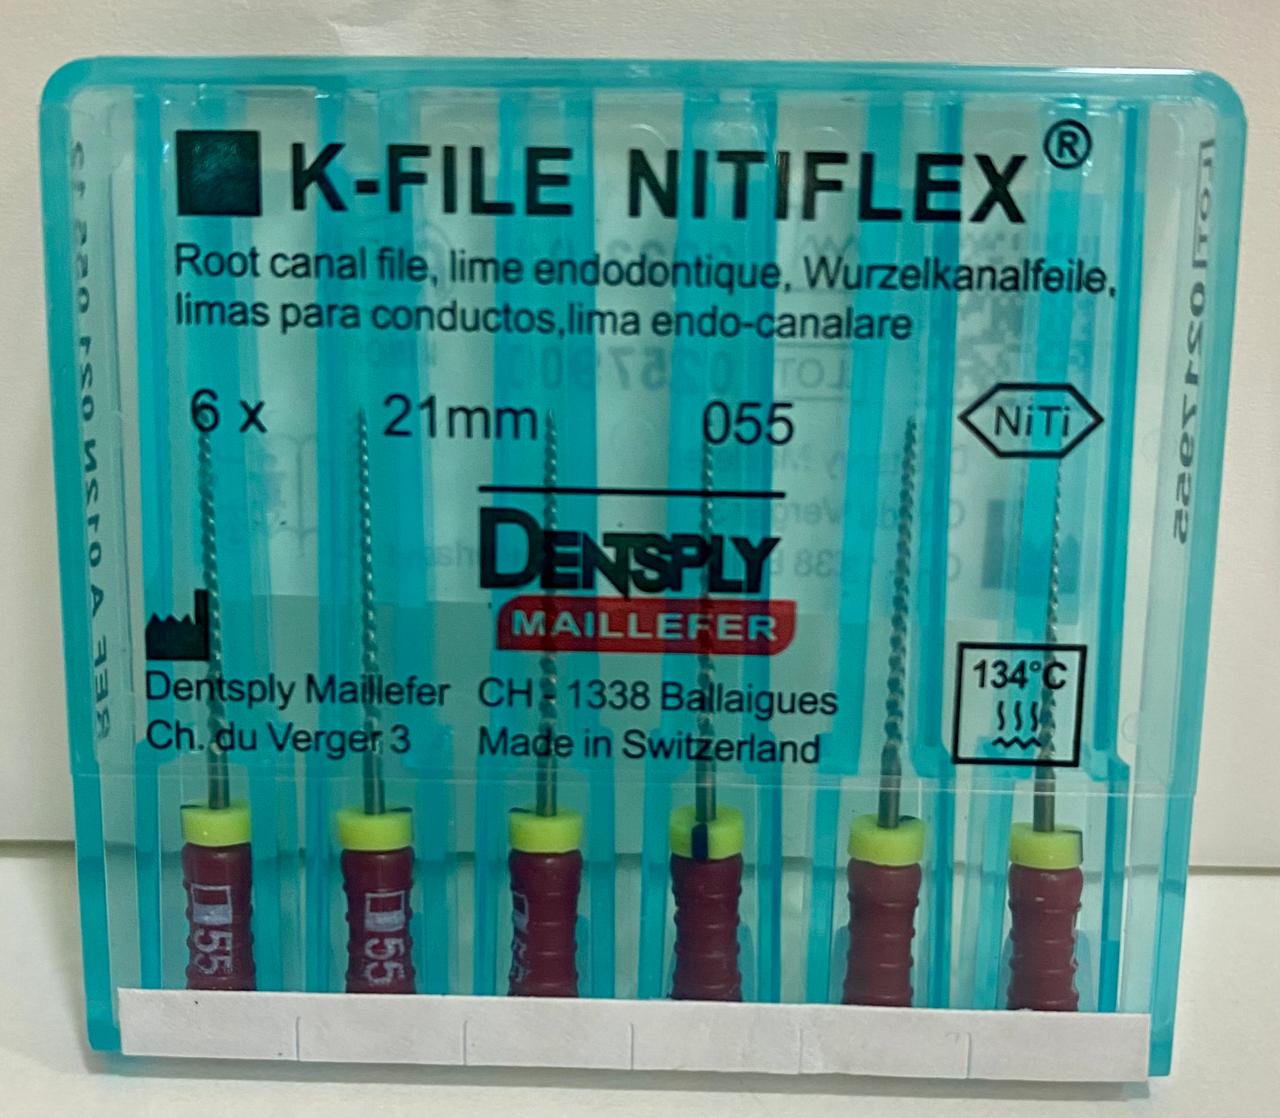 K-FILE NITIFLEX®
Root canal file, lime endodontique, Wurzelkanalfeile,
limas para conductos,lima endo-canalare
6 x 21mm 055
NiTi
DENTSPLY
MAILLEFER
134°C
Dentsply Maillefer CH - 1338 Ballaigues
Ch. du Verger 3 Made in Switzerland
55
55